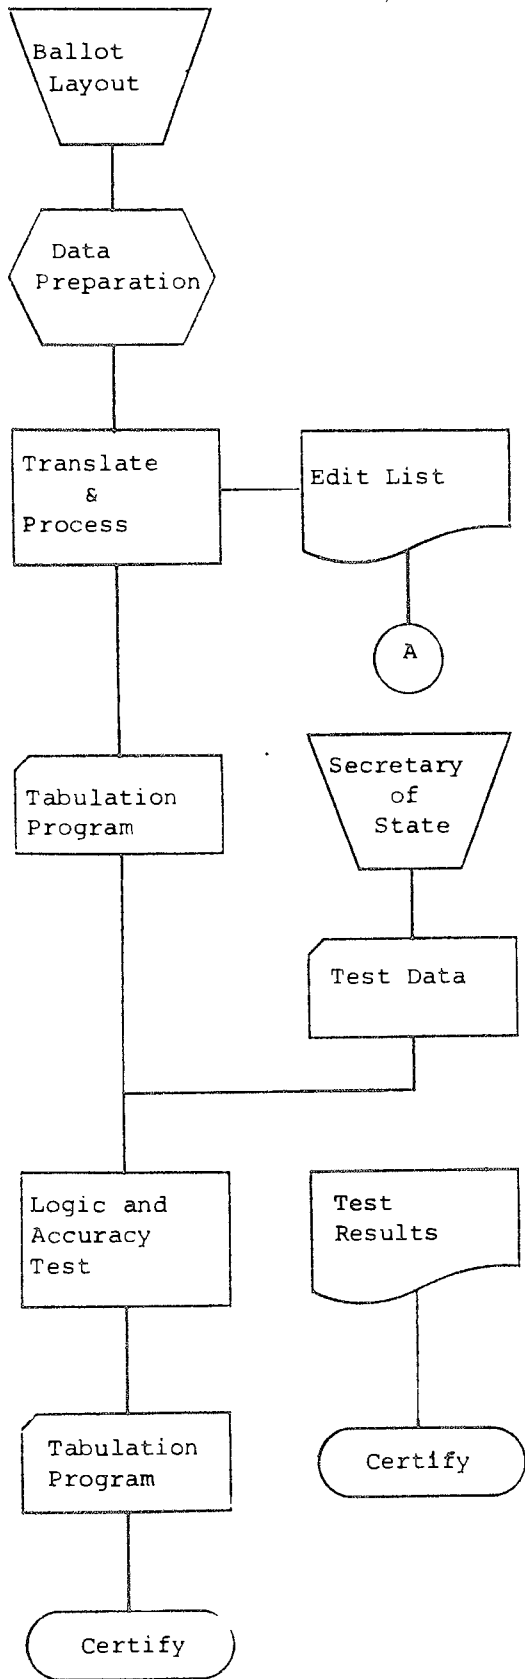 Ballot
Layout
Data
Preparation
Translate
&
Process
Edit List
A
Tabulation
Program
Secretary
of
State
Test Data
Logic and
Accuracy
Test
Test
Results
Tabulation
Program
Certify
Certify